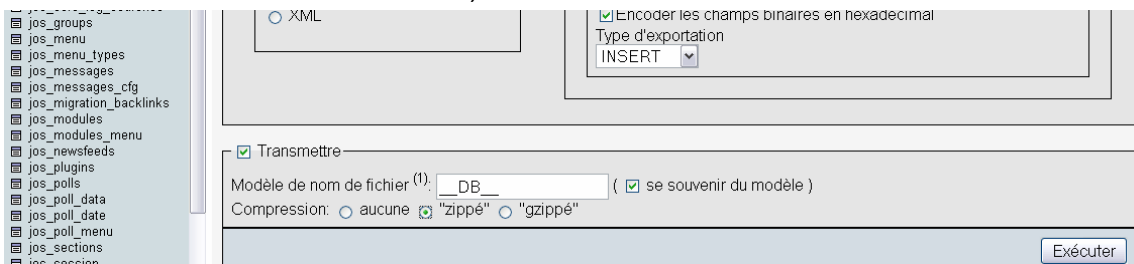 jos_groups
jos_menu
jos_menu_types
jos_messages
jos_messages_cfg
jos_migration_backlinks
jos_modules
jos_modules_menu
jos_newsfeeds
jos_plugins
jos_polls
jos_poll_data
jos_poll_date
jos_poll_menu
jos_sections
jos_session
XML
Encoder les champs binaires en hexadécimal
Type d'exportation
INSERT
Transmettre
Modèle de nom de fichier (1): __DB__ ( se souvenir du modèle )
Compression: aucune "zippé" "gzippé"
Exécuter